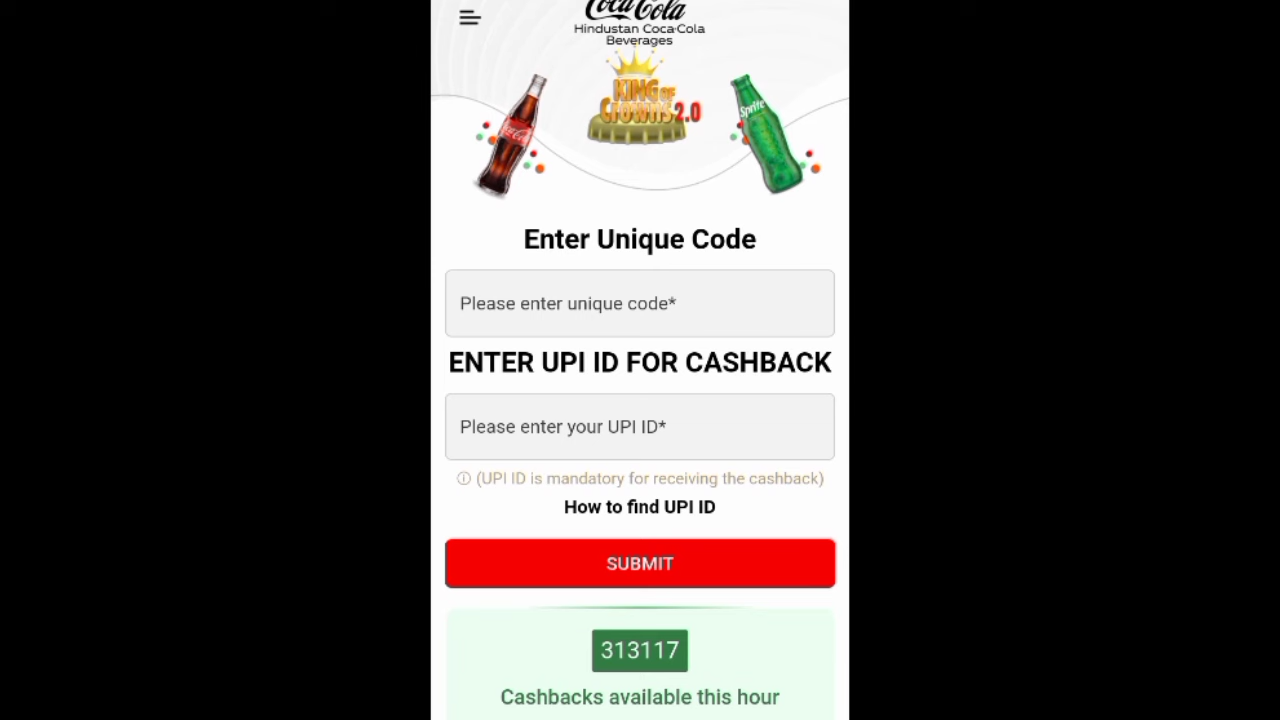 Coca-Cola
Hindustan Coca-Cola
Beverages
KING OF
CROWNS 2.0
Coca-Cola
Sprite
Enter Unique Code
Please enter unique code*
ENTER UPI ID FOR CASHBACK
Please enter your UPI ID*
ⓘ (UPI ID is mandatory for receiving the cashback)
How to find UPI ID
SUBMIT
313117
Cashbacks available this hour